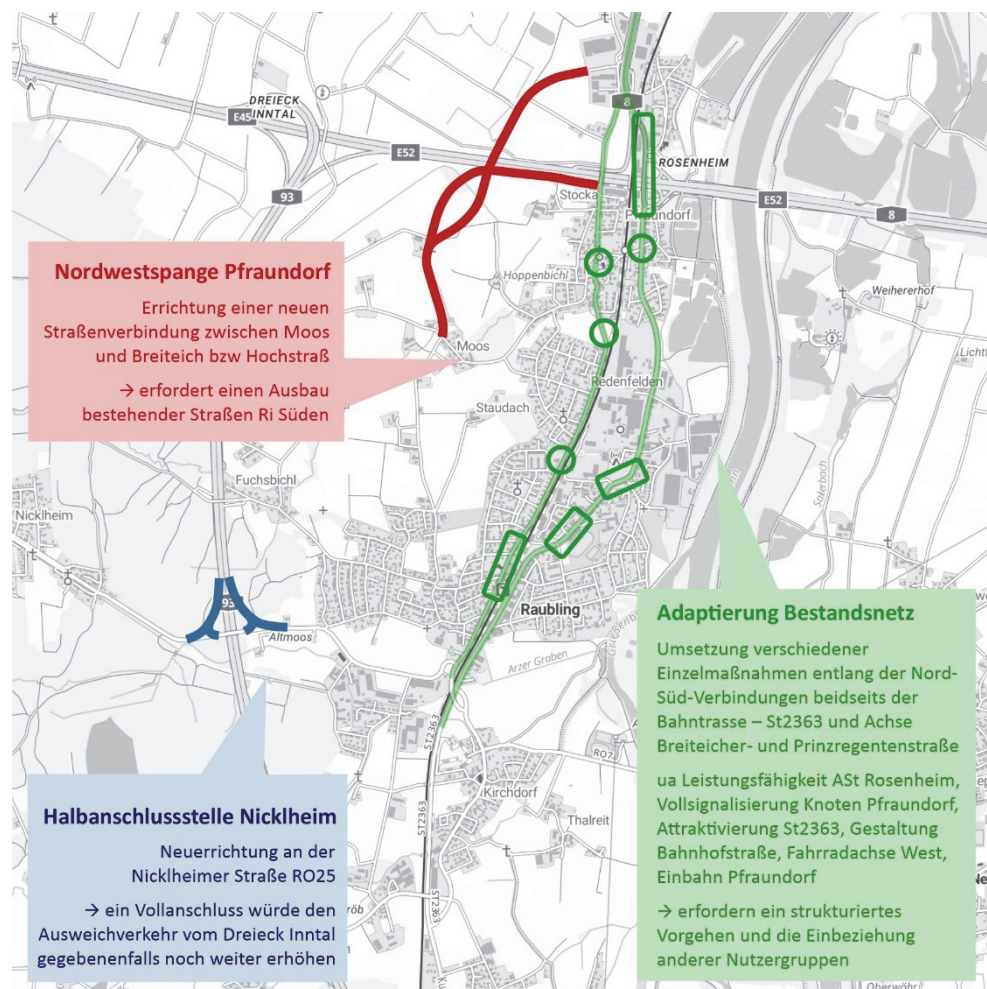 DREIECK
INNTAL
E45
E52
93
8
ROSENHEIM
Stocka
E52
8
Hoppenbichl
Weihererhof
Moos
Redenfelden
Staudach
Fuchsbichl
Nicklheim
93
Altmoos
Raubling
Arzer Graben
ST2363
Kirchdorf
Thalreit
ST2363
ST2363
Nordwestspange Pfraundorf
Errichtung einer neuen
Straßenverbindung zwischen Moos
und Breiteich bzw Hochstraß
→ erfordert einen Ausbau
bestehender Straßen Ri Süden
Halbanschlussstelle Nicklheim
Neuerrichtung an der
Nicklheimer Straße RO25
→ ein Vollanschluss würde den
Ausweichverkehr vom Dreieck Inntal
gegebenenfalls noch weiter erhöhen
Adaptierung Bestandsnetz
Umsetzung verschiedener
Einzelmaßnahmen entlang der Nord-
Süd-Verbindungen beidseits der
Bahntrasse – St2363 und Achse
Breiteicher- und Prinzregentenstraße
ua Leistungsfähigkeit ASt Rosenheim,
Vollsignalisierung Knoten Pfraundorf,
Attraktivierung St2363, Gestaltung
Bahnhofstraße, Fahrradachse West,
Einbahn Pfraundorf
→ erfordern ein strukturiertes
Vorgehen und die Einbeziehung
anderer Nutzergruppen